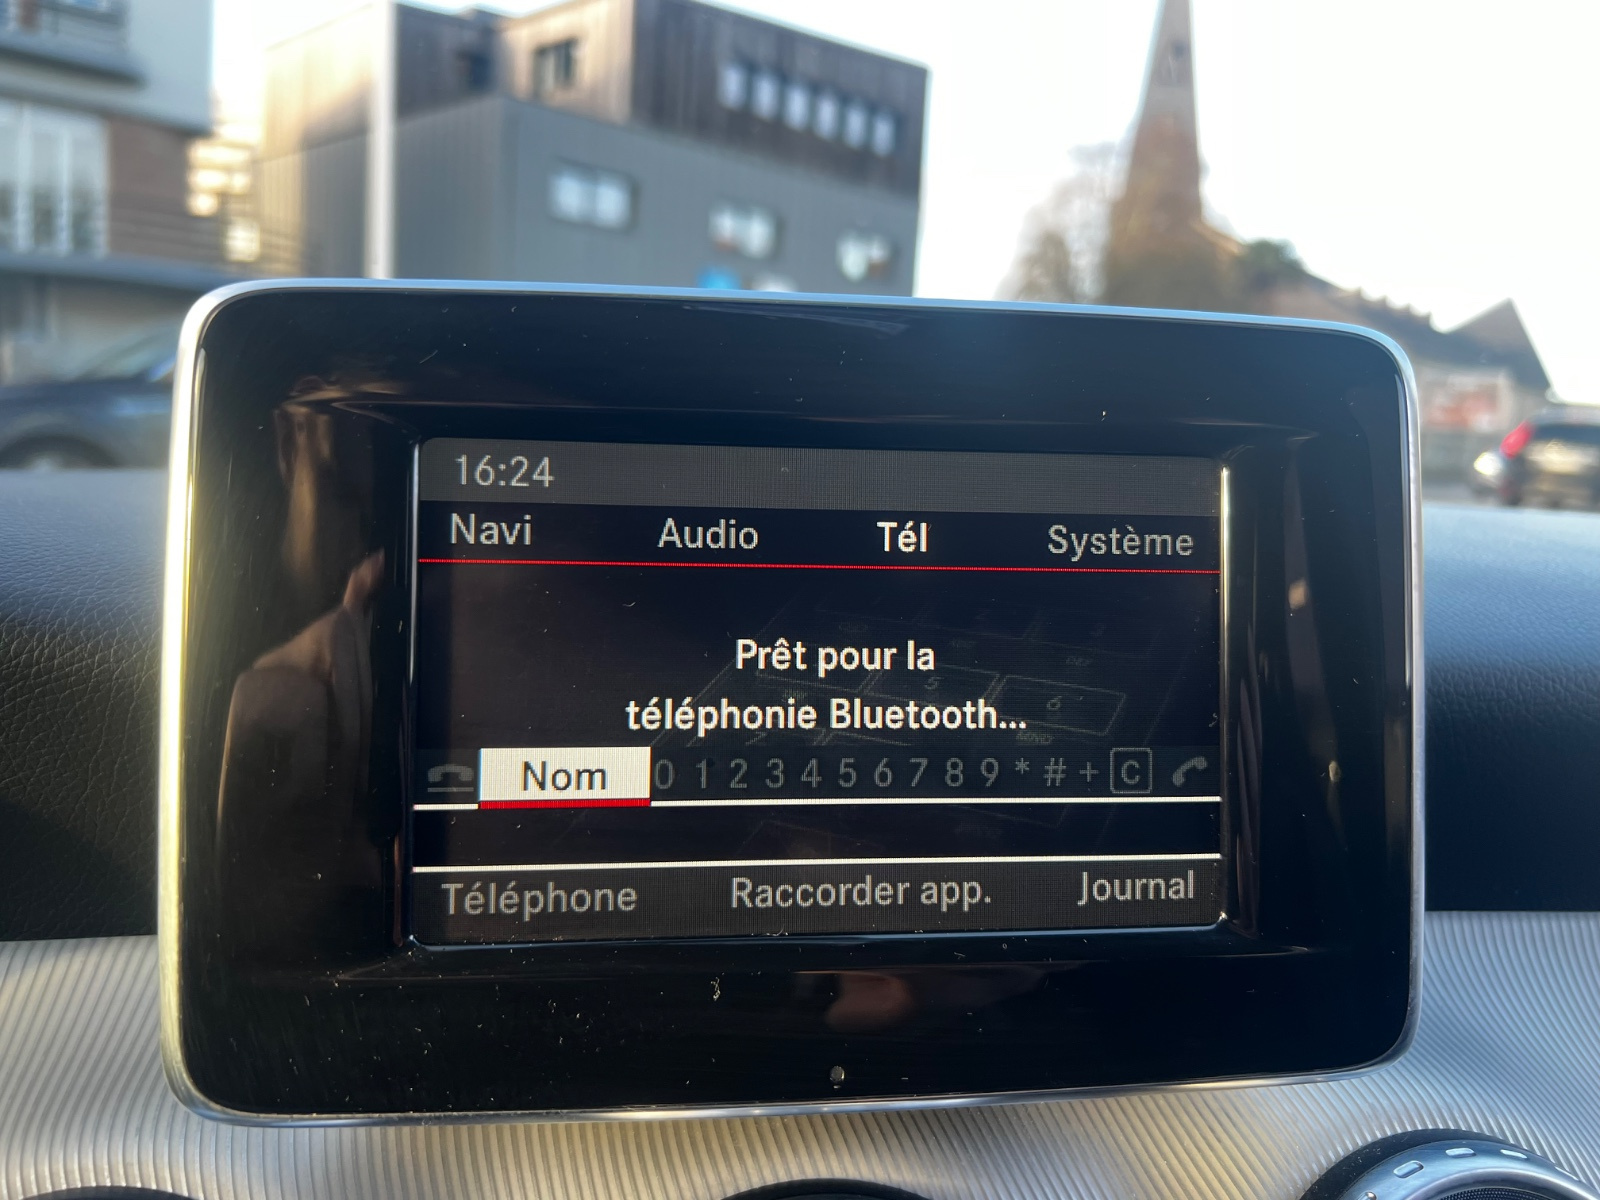 16:24
Navi Audio Tél Système
Prêt pour la
téléphonie Bluetooth...
Nom 0 1 2 3 4 5 6 7 8 9 * # + C
Téléphone Raccorder app. Journal